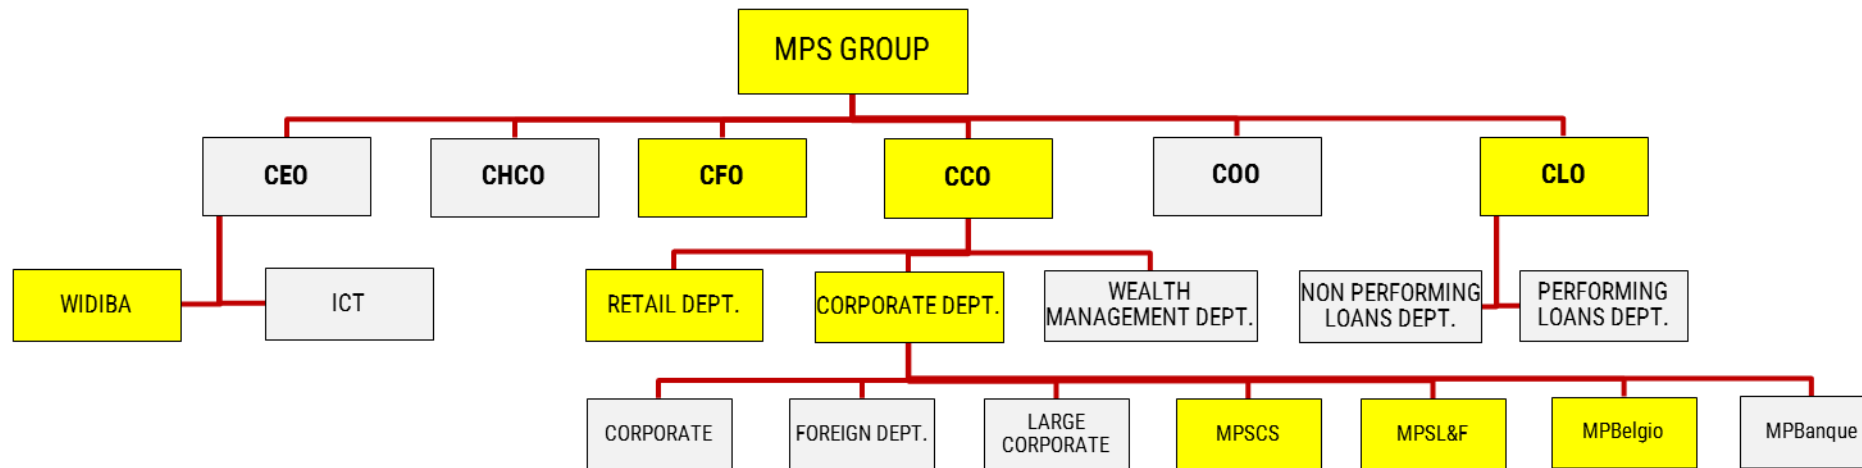 MPS GROUP
CEO
CHCO
CFO
CCO
COO
CLO
WIDIBA
ICT
RETAIL DEPT.
CORPORATE DEPT.
WEALTH
MANAGEMENT DEPT.
NON PERFORMING
LOANS DEPT.
PERFORMING
LOANS DEPT.
CORPORATE
FOREIGN DEPT.
LARGE
CORPORATE
MPSCS
MPSL&F
MPBelgio
MPBanque